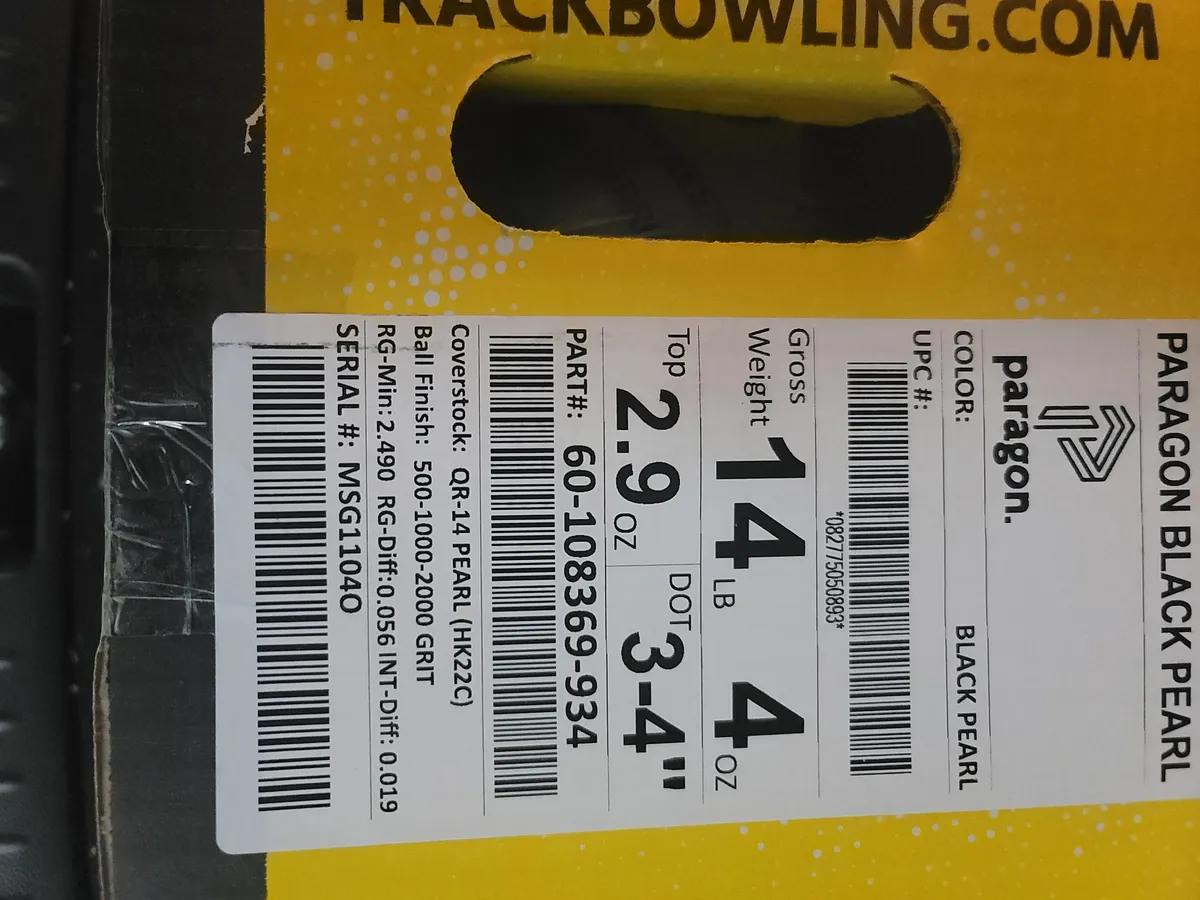 TRACKBOWLING.COM
PARAGON BLACK PEARL
paragon.
COLOR: BLACK PEARL
UPC #:
*082775050893*
Gross Weight 14 LB 4 OZ
Top 2.9 OZ DOT 3-4"
PART#: 60-108369-934
Coverstock: QR-14 PEARL (HK22C)
Ball Finish: 500-1000-2000 GRIT
RG-Min: 2.490 RG-Diff: 0.056 INT-Diff: 0.019
SERIAL #: MSG1104O